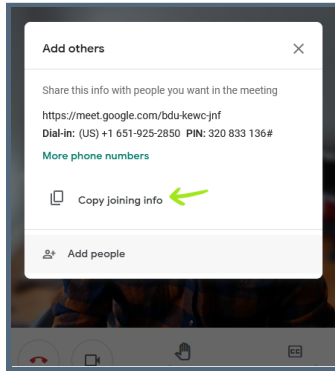 Add others
Share this info with people you want in the meeting
https://meet.google.com/bdu-kewc-jnf
Dial-in: (US) +1 651-925-2850 PIN: 320 833 136#
More phone numbers
Copy joining info
Add people
CC